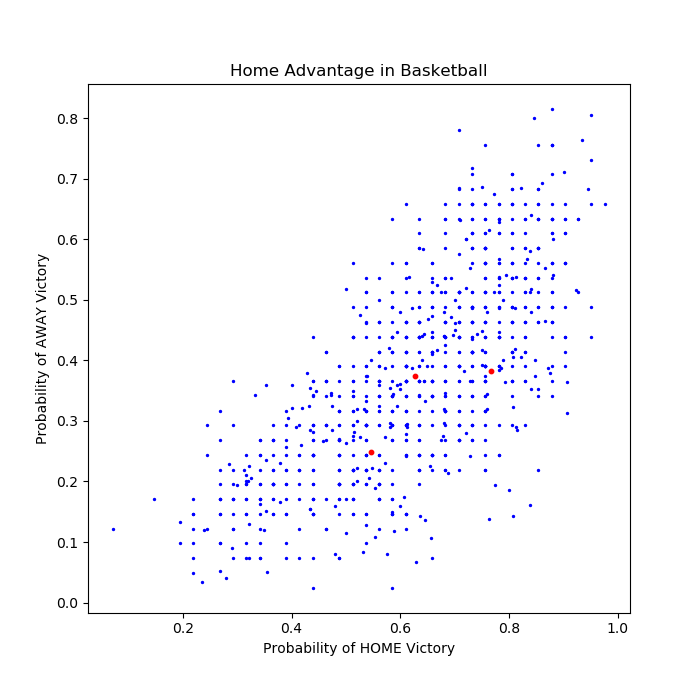 Home Advantage in Basketball
0.8
0.7
0.6
0.5
0.4
0.3
0.2
0.1
0.0
Probability of AWAY Victory
0.2 0.4 0.6 0.8 1.0
Probability of HOME Victory